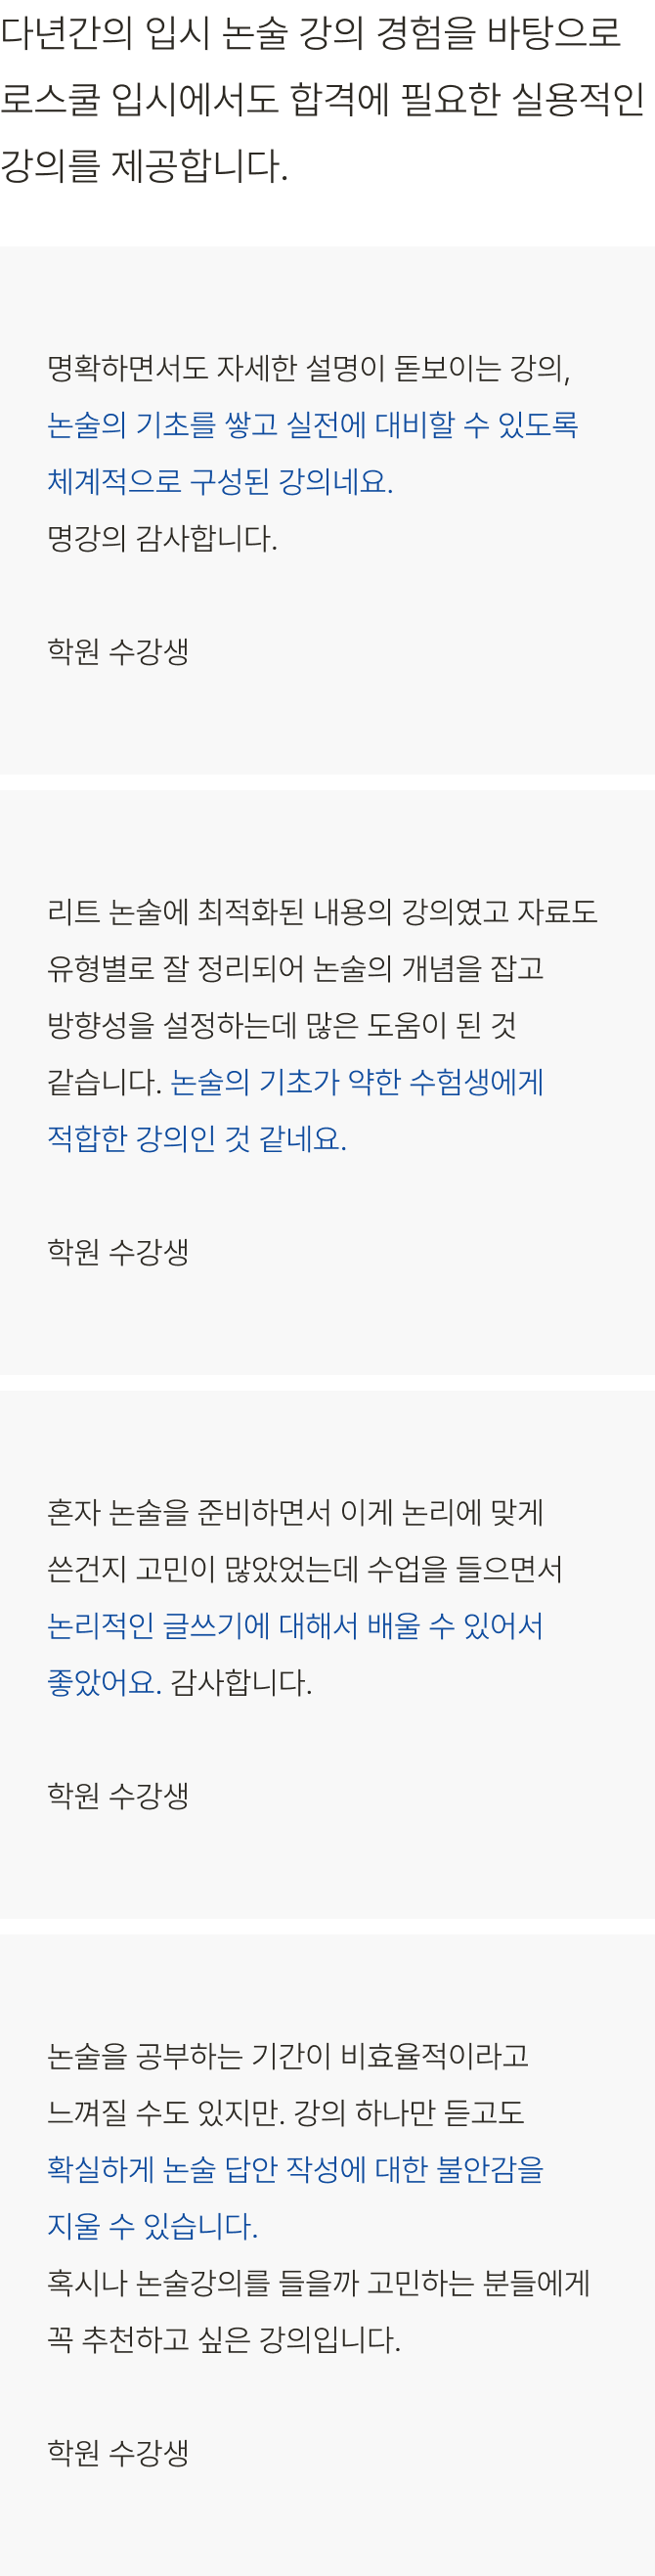 다년간의 입시 논술 강의 경험을 바탕으로
로스쿨 입시에서도 합격에 필요한 실용적인
강의를 제공합니다.
명확하면서도 자세한 설명이 돋보이는 강의,
논술의 기초를 쌓고 실전에 대비할 수 있도록
체계적으로 구성된 강의네요.
명강의 감사합니다.
학원 수강생
리트 논술에 최적화된 내용의 강의였고 자료도
유형별로 잘 정리되어 논술의 개념을 잡고
방향성을 설정하는데 많은 도움이 된 것
같습니다. 논술의 기초가 약한 수험생에게
적합한 강의인 것 같네요.
학원 수강생
혼자 논술을 준비하면서 이게 논리에 맞게
쓴건지 고민이 많았었는데 수업을 들으면서
논리적인 글쓰기에 대해서 배울 수 있어서
좋았어요. 감사합니다.
학원 수강생
논술을 공부하는 기간이 비효율적이라고
느껴질 수도 있지만. 강의 하나만 듣고도
확실하게 논술 답안 작성에 대한 불안감을
지울 수 있습니다.
혹시나 논술강의를 들을까 고민하는 분들에게
꼭 추천하고 싶은 강의입니다.
학원 수강생